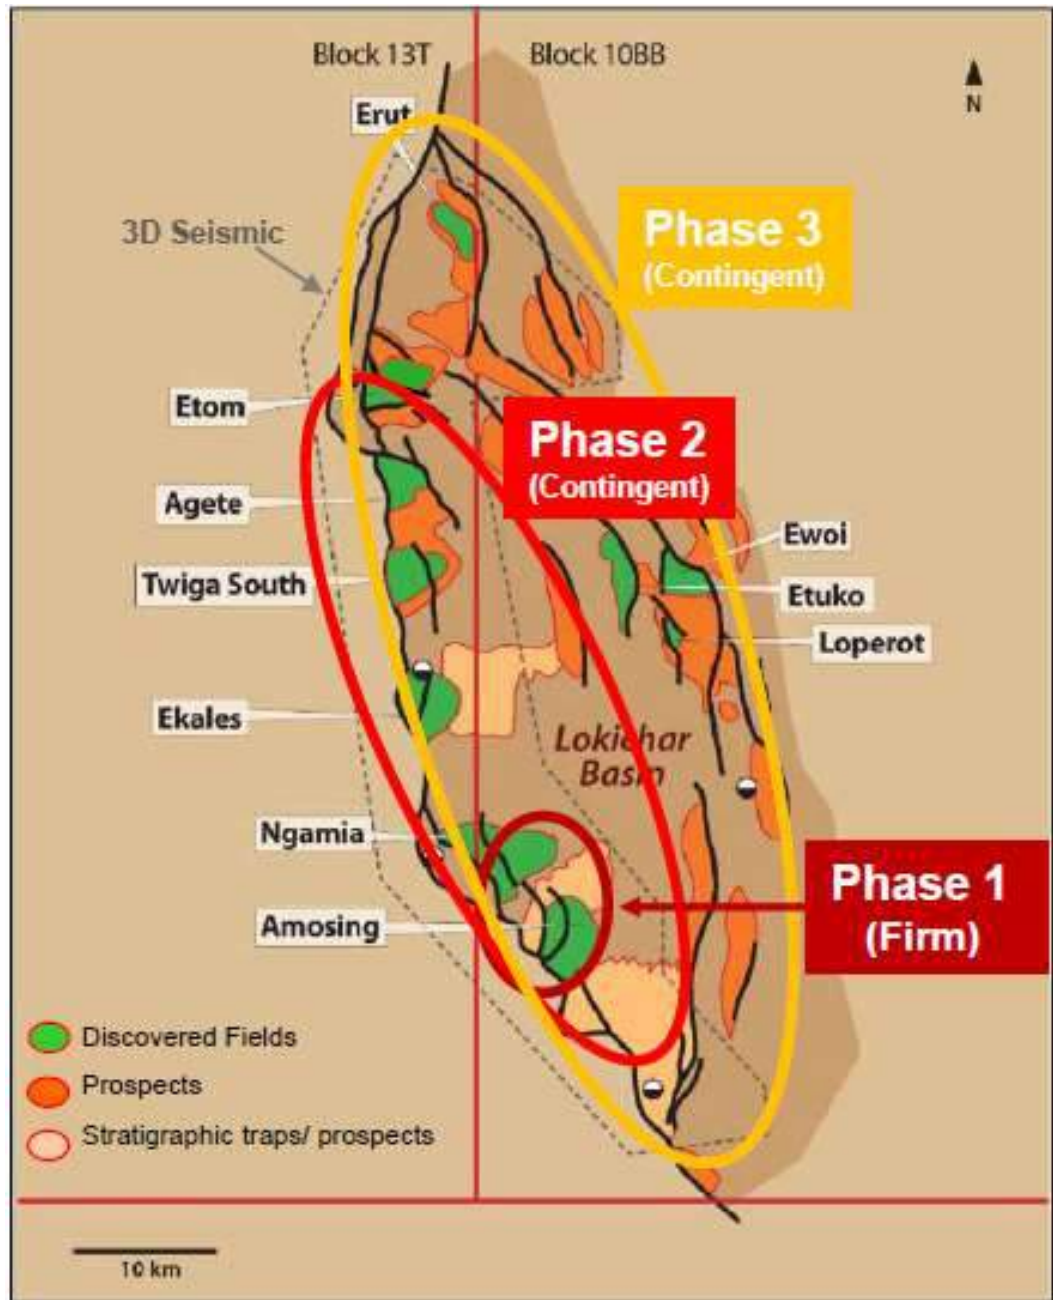 Block 13T
Block 10BB
N
Erut
3D Seismic
Phase 3
(Contingent)
Etom
Phase 2
(Contingent)
Agete
Ewoi
Twiga South
Etuko
Loperot
Ekales
Lokichar
Basin
Ngamia
Phase 1
(Firm)
Amosing
Discovered Fields
Prospects
Stratigraphic traps/ prospects
10 km